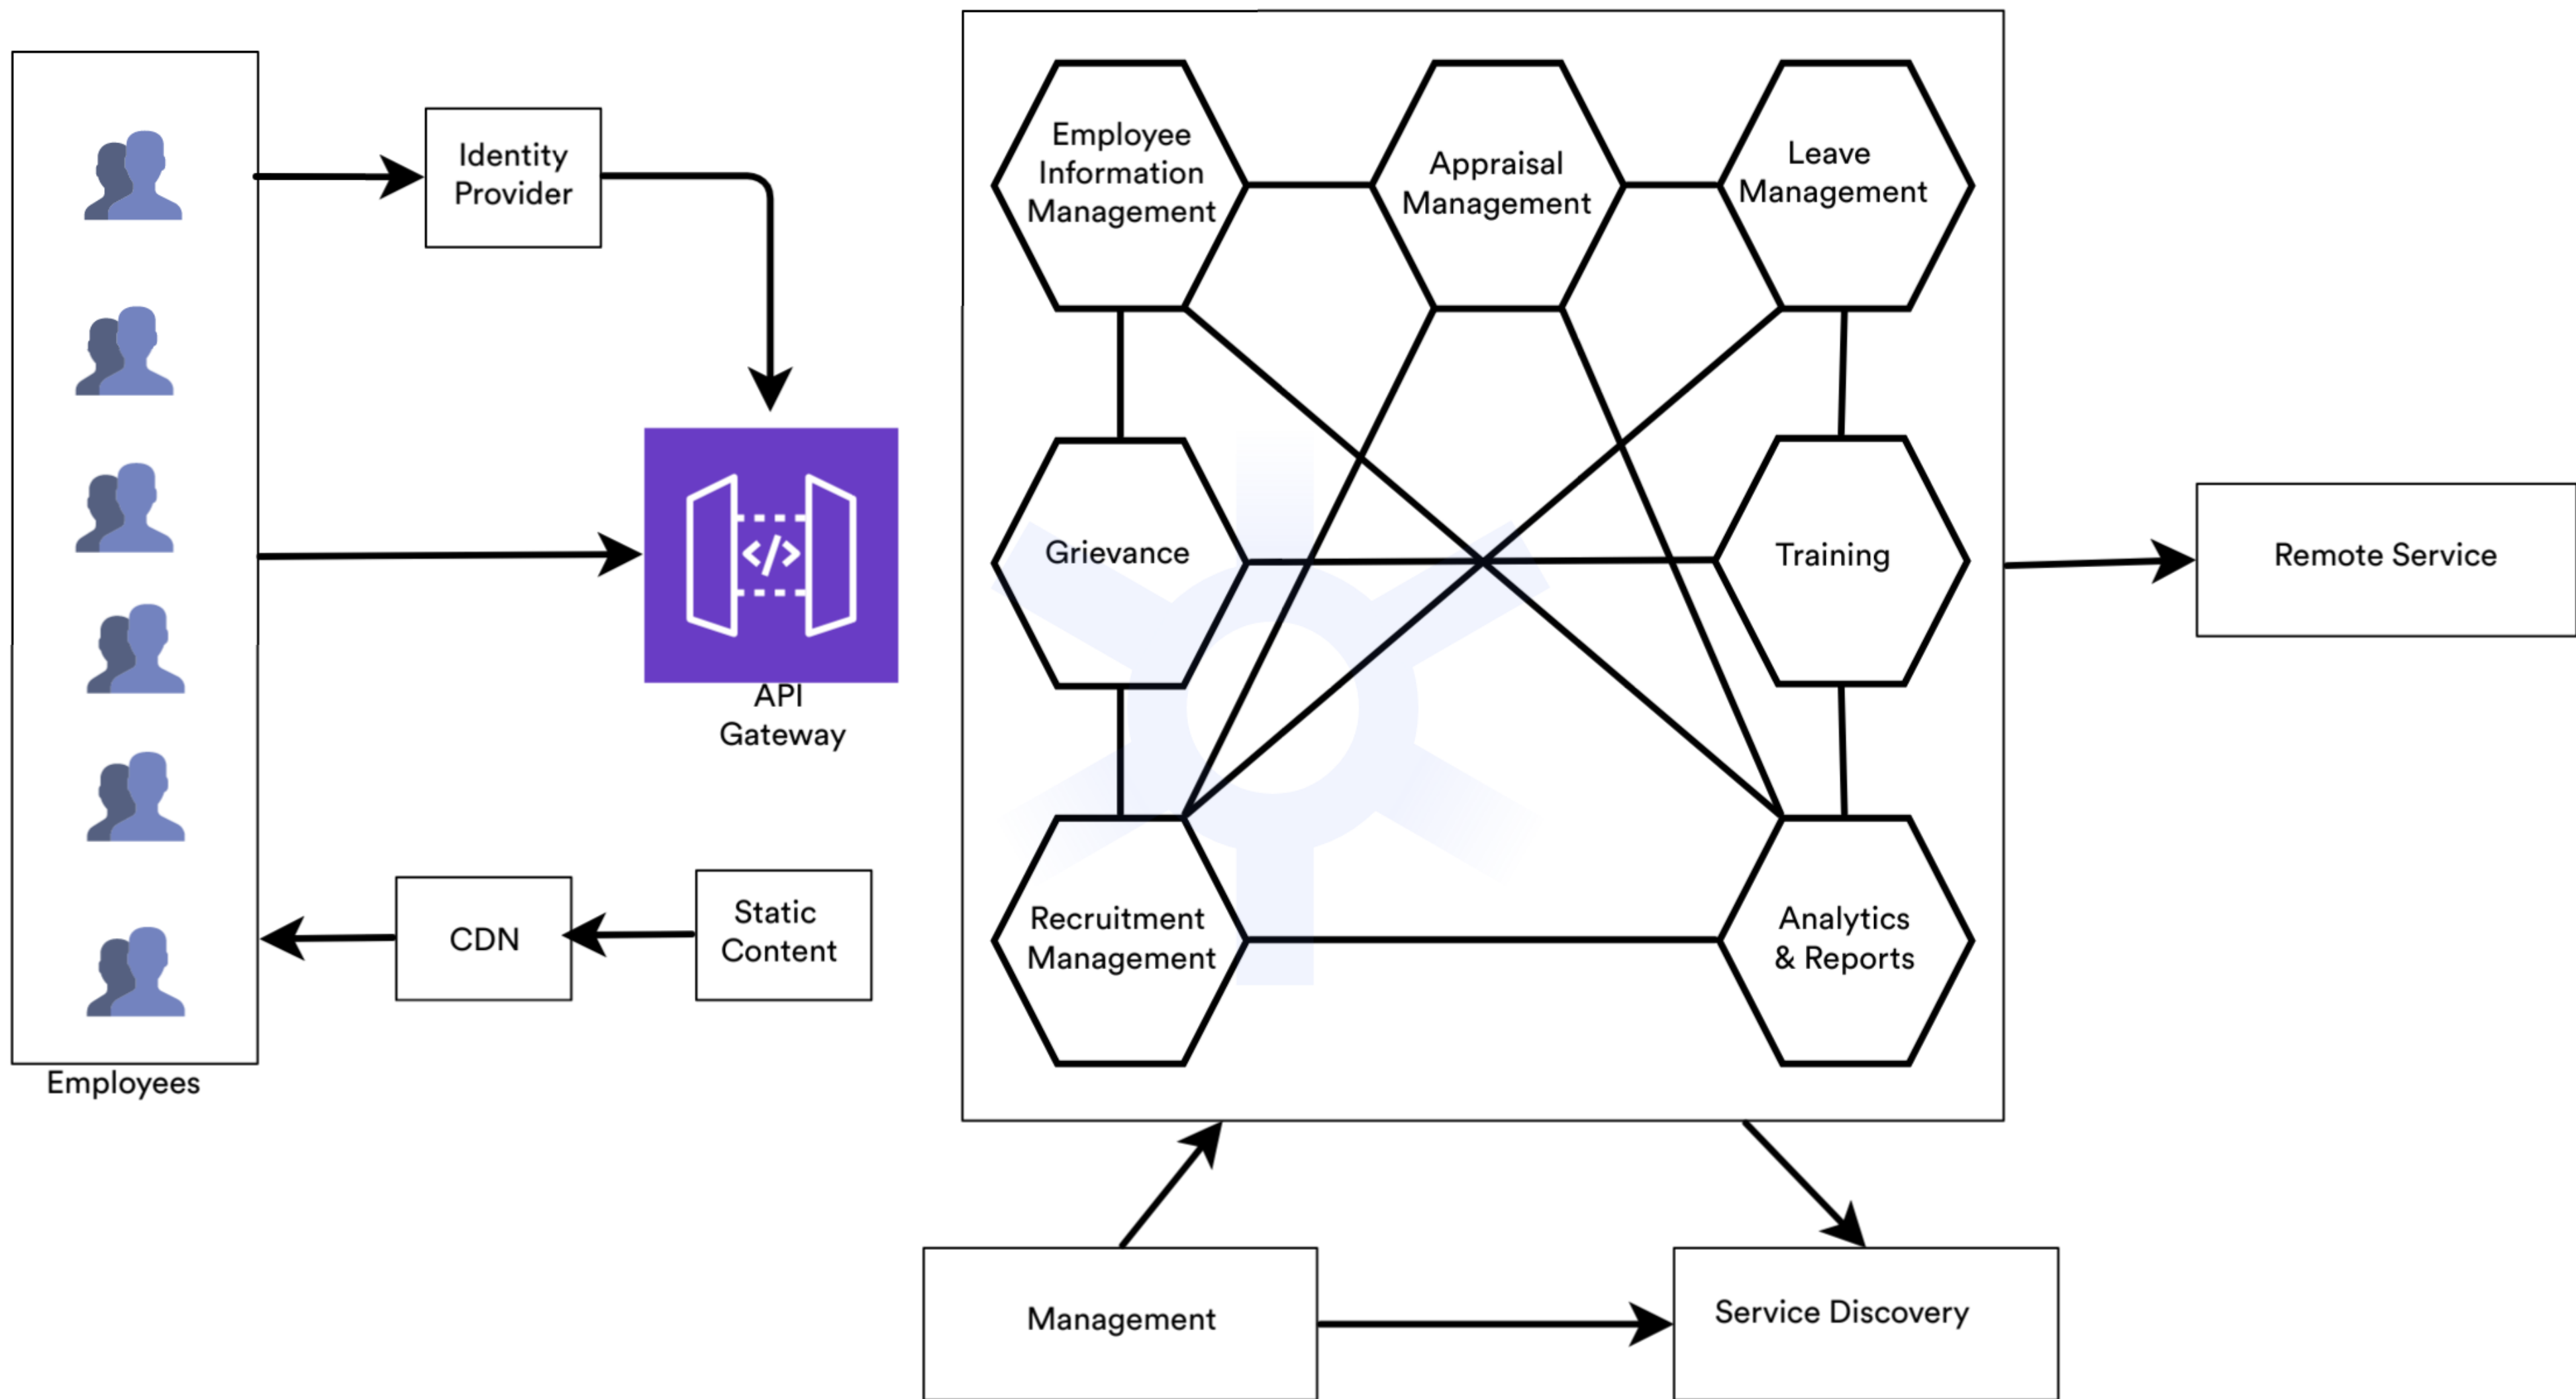 Employees
Identity
Provider
</>
API
Gateway
CDN
Static
Content
Employee
Information
Management
Appraisal
Management
Leave
Management
Grievance
Training
Recruitment
Management
Analytics
& Reports
Remote Service
Management
Service Discovery